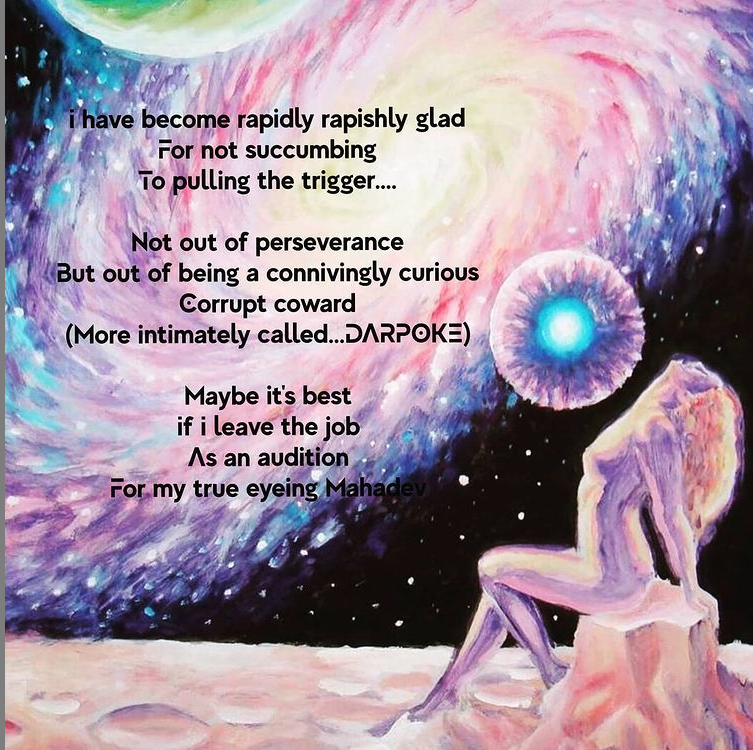 i have become rapidly rapishly glad
For not succumbing
To pulling the trigger....
Not out of perseverance
But out of being a connivingly curious
Corrupt coward
(More intimately called...DARPOKE)
Maybe it's best
if i leave the job
As an audition
For my true eyeing Mahadev